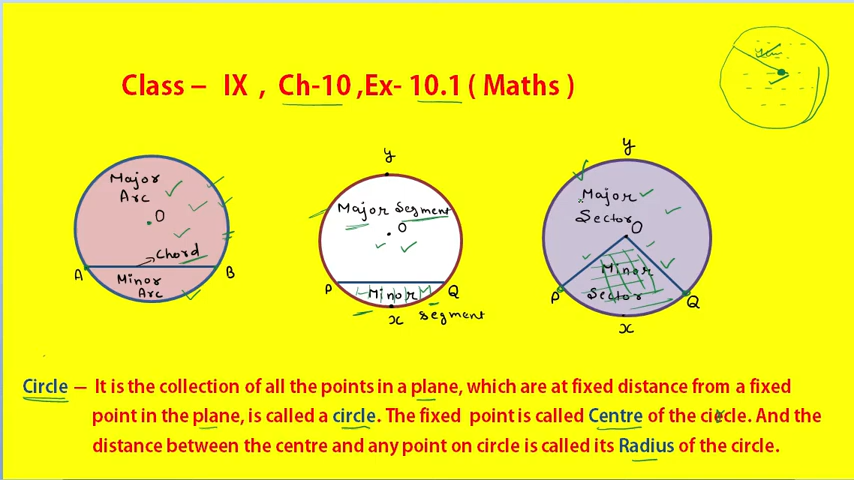 Class – IX , Ch-10 ,Ex- 10.1 ( Maths )
Major
Arc
O
Chord
A
B
Minor
Arc
y
Major Segment
O
P
Minor
Q
x
segment
y
Major
Sector
O
Minor
Sector
P
Q
x
Circle – It is the collection of all the points in a plane, which are at fixed distance from a fixed
point in the plane, is called a circle. The fixed point is called Centre of the circle. And the
distance between the centre and any point on circle is called its Radius of the circle.